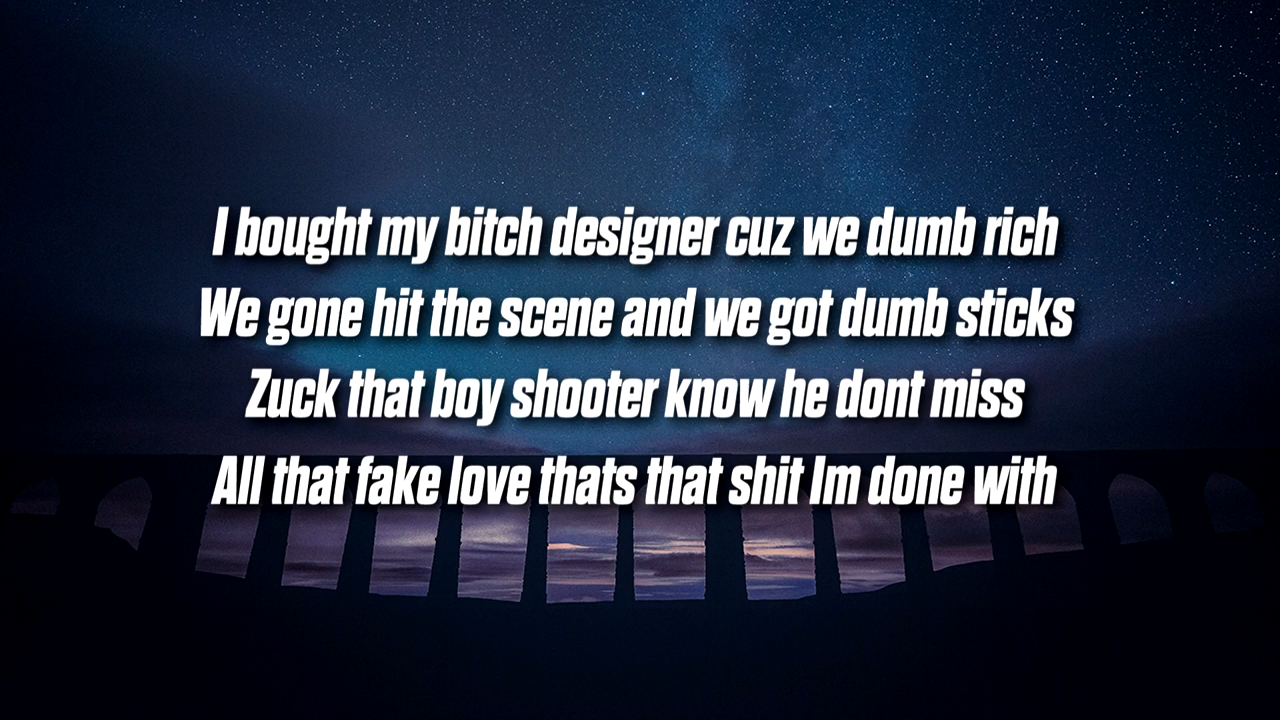 I bought my bitch designer cuz we dumb rich
We gone hit the scene and we got dumb sticks
Zuck that boy shooter know he dont miss
All that fake love thats that shit Im done with